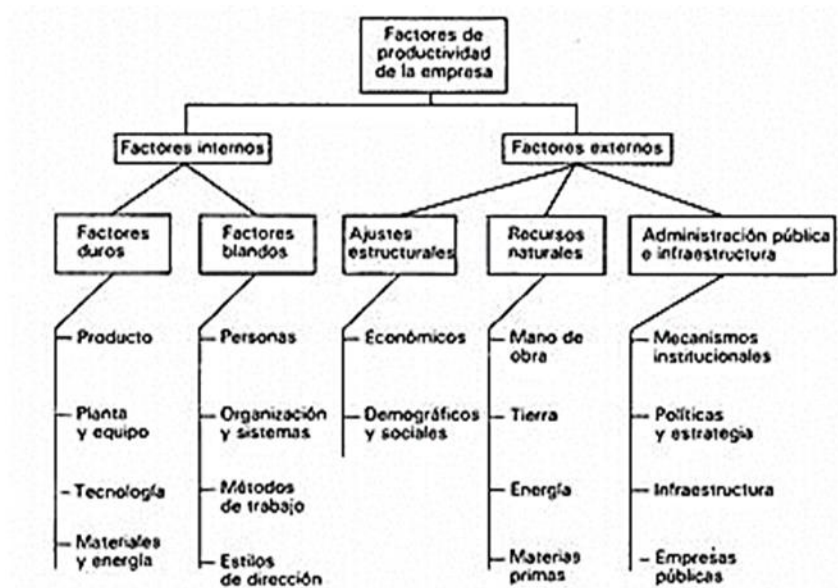 Factores de
productividad
de la empresa
Factores internos
Factores externos
Factores
duros
Factores
blandos
Ajustes
estructurales
Recursos
naturales
Administración pública
e infraestructura
Producto
Planta
y equipo
Tecnología
Materiales
y energía
Personas
Organización
y sistemas
Métodos
de trabajo
Estilos
de dirección
Económicos
Demográficos
y sociales
Mano de
obra
Tierra
Energía
Materias
primas
Mecanismos
institucionales
Políticas
y estrategia
Infraestructura
Empresas
públicas